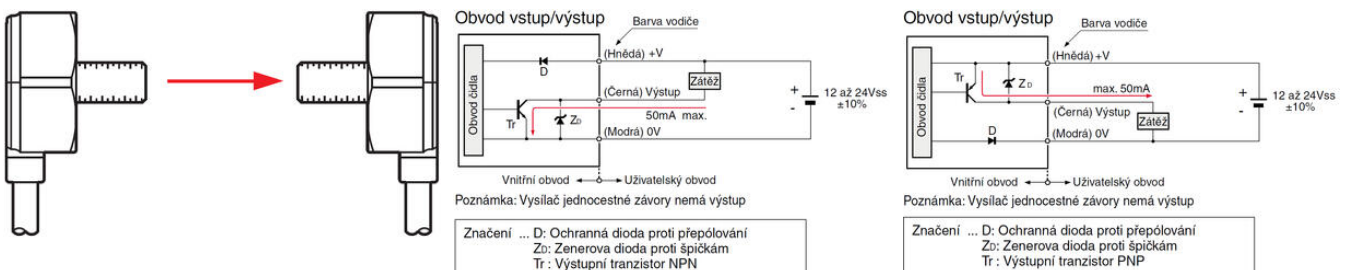 Obvod vstup/výstup
Barva vodiče
(Hnědá) +V
D
Zátěž
Obvod čidla
(Černá) Výstup
+
-
12 až 24Vss
±10%
Tr
ZD
50mA max.
(Modrá) 0V
Vnitřní obvod
Uživatelský obvod
Poznámka: Vysílač jednocestné závory nemá výstup
Značení ... D: Ochranná dioda proti přepólování
ZD: Zenerova dioda proti špičkám
Tr : Výstupní tranzistor NPN
Obvod vstup/výstup
Barva vodiče
(Hnědá) +V
Tr
ZD
max. 50mA
Obvod čidla
+
-
12 až 24Vss
±10%
(Černá) Výstup
Zátěž
D
(Modrá) 0V
Vnitřní obvod
Uživatelský obvod
Poznámka: Vysílač jednocestné závory nemá výstup
Značení ... D: Ochranná dioda proti přepólování
ZD: Zenerova dioda proti špičkám
Tr : Výstupní tranzistor PNP